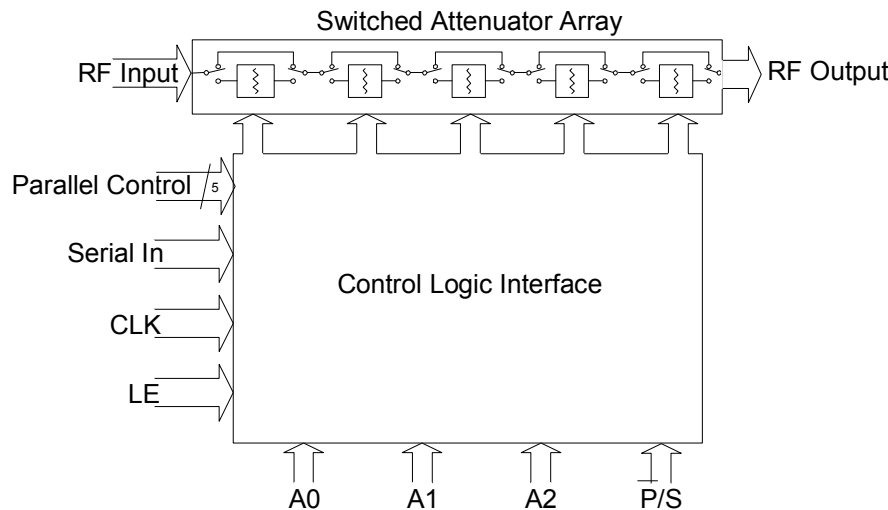 Switched Attenuator Array
RF Input
RF Output
Parallel Control
5
Serial In
Control Logic Interface
CLK
LE
A0
A1
A2
P̅/S